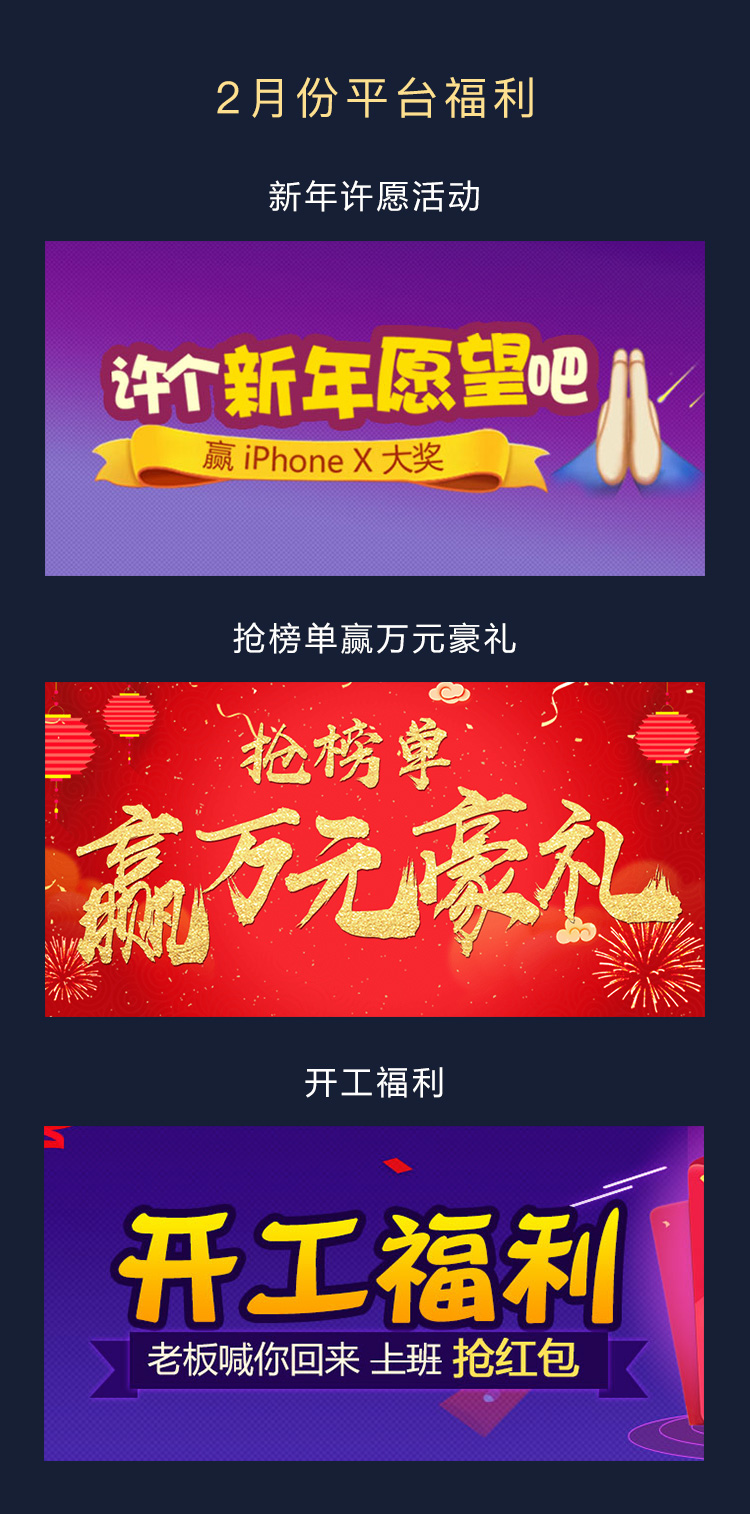 2月份平台福利
新年许愿活动
许个新年愿望吧
赢 iPhone X 大奖
抢榜单赢万元豪礼
抢榜单
赢万元豪礼
开工福利
开工福利
老板喊你回来 上班 抢红包